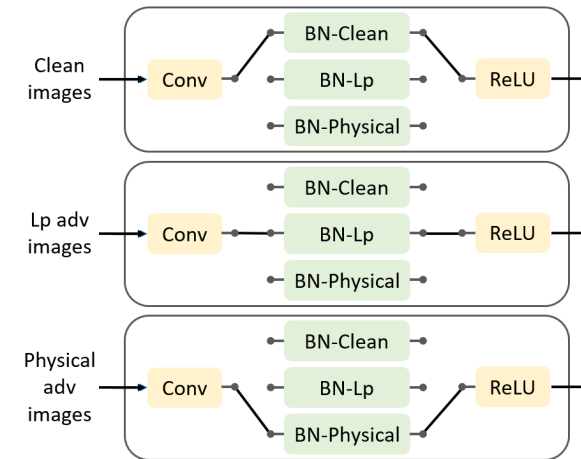 Clean
images
Conv
BN-Clean
BN-Lp
BN-Physical
ReLU
Lp adv
images
Conv
BN-Clean
BN-Lp
BN-Physical
ReLU
Physical
adv
images
Conv
BN-Clean
BN-Lp
BN-Physical
ReLU